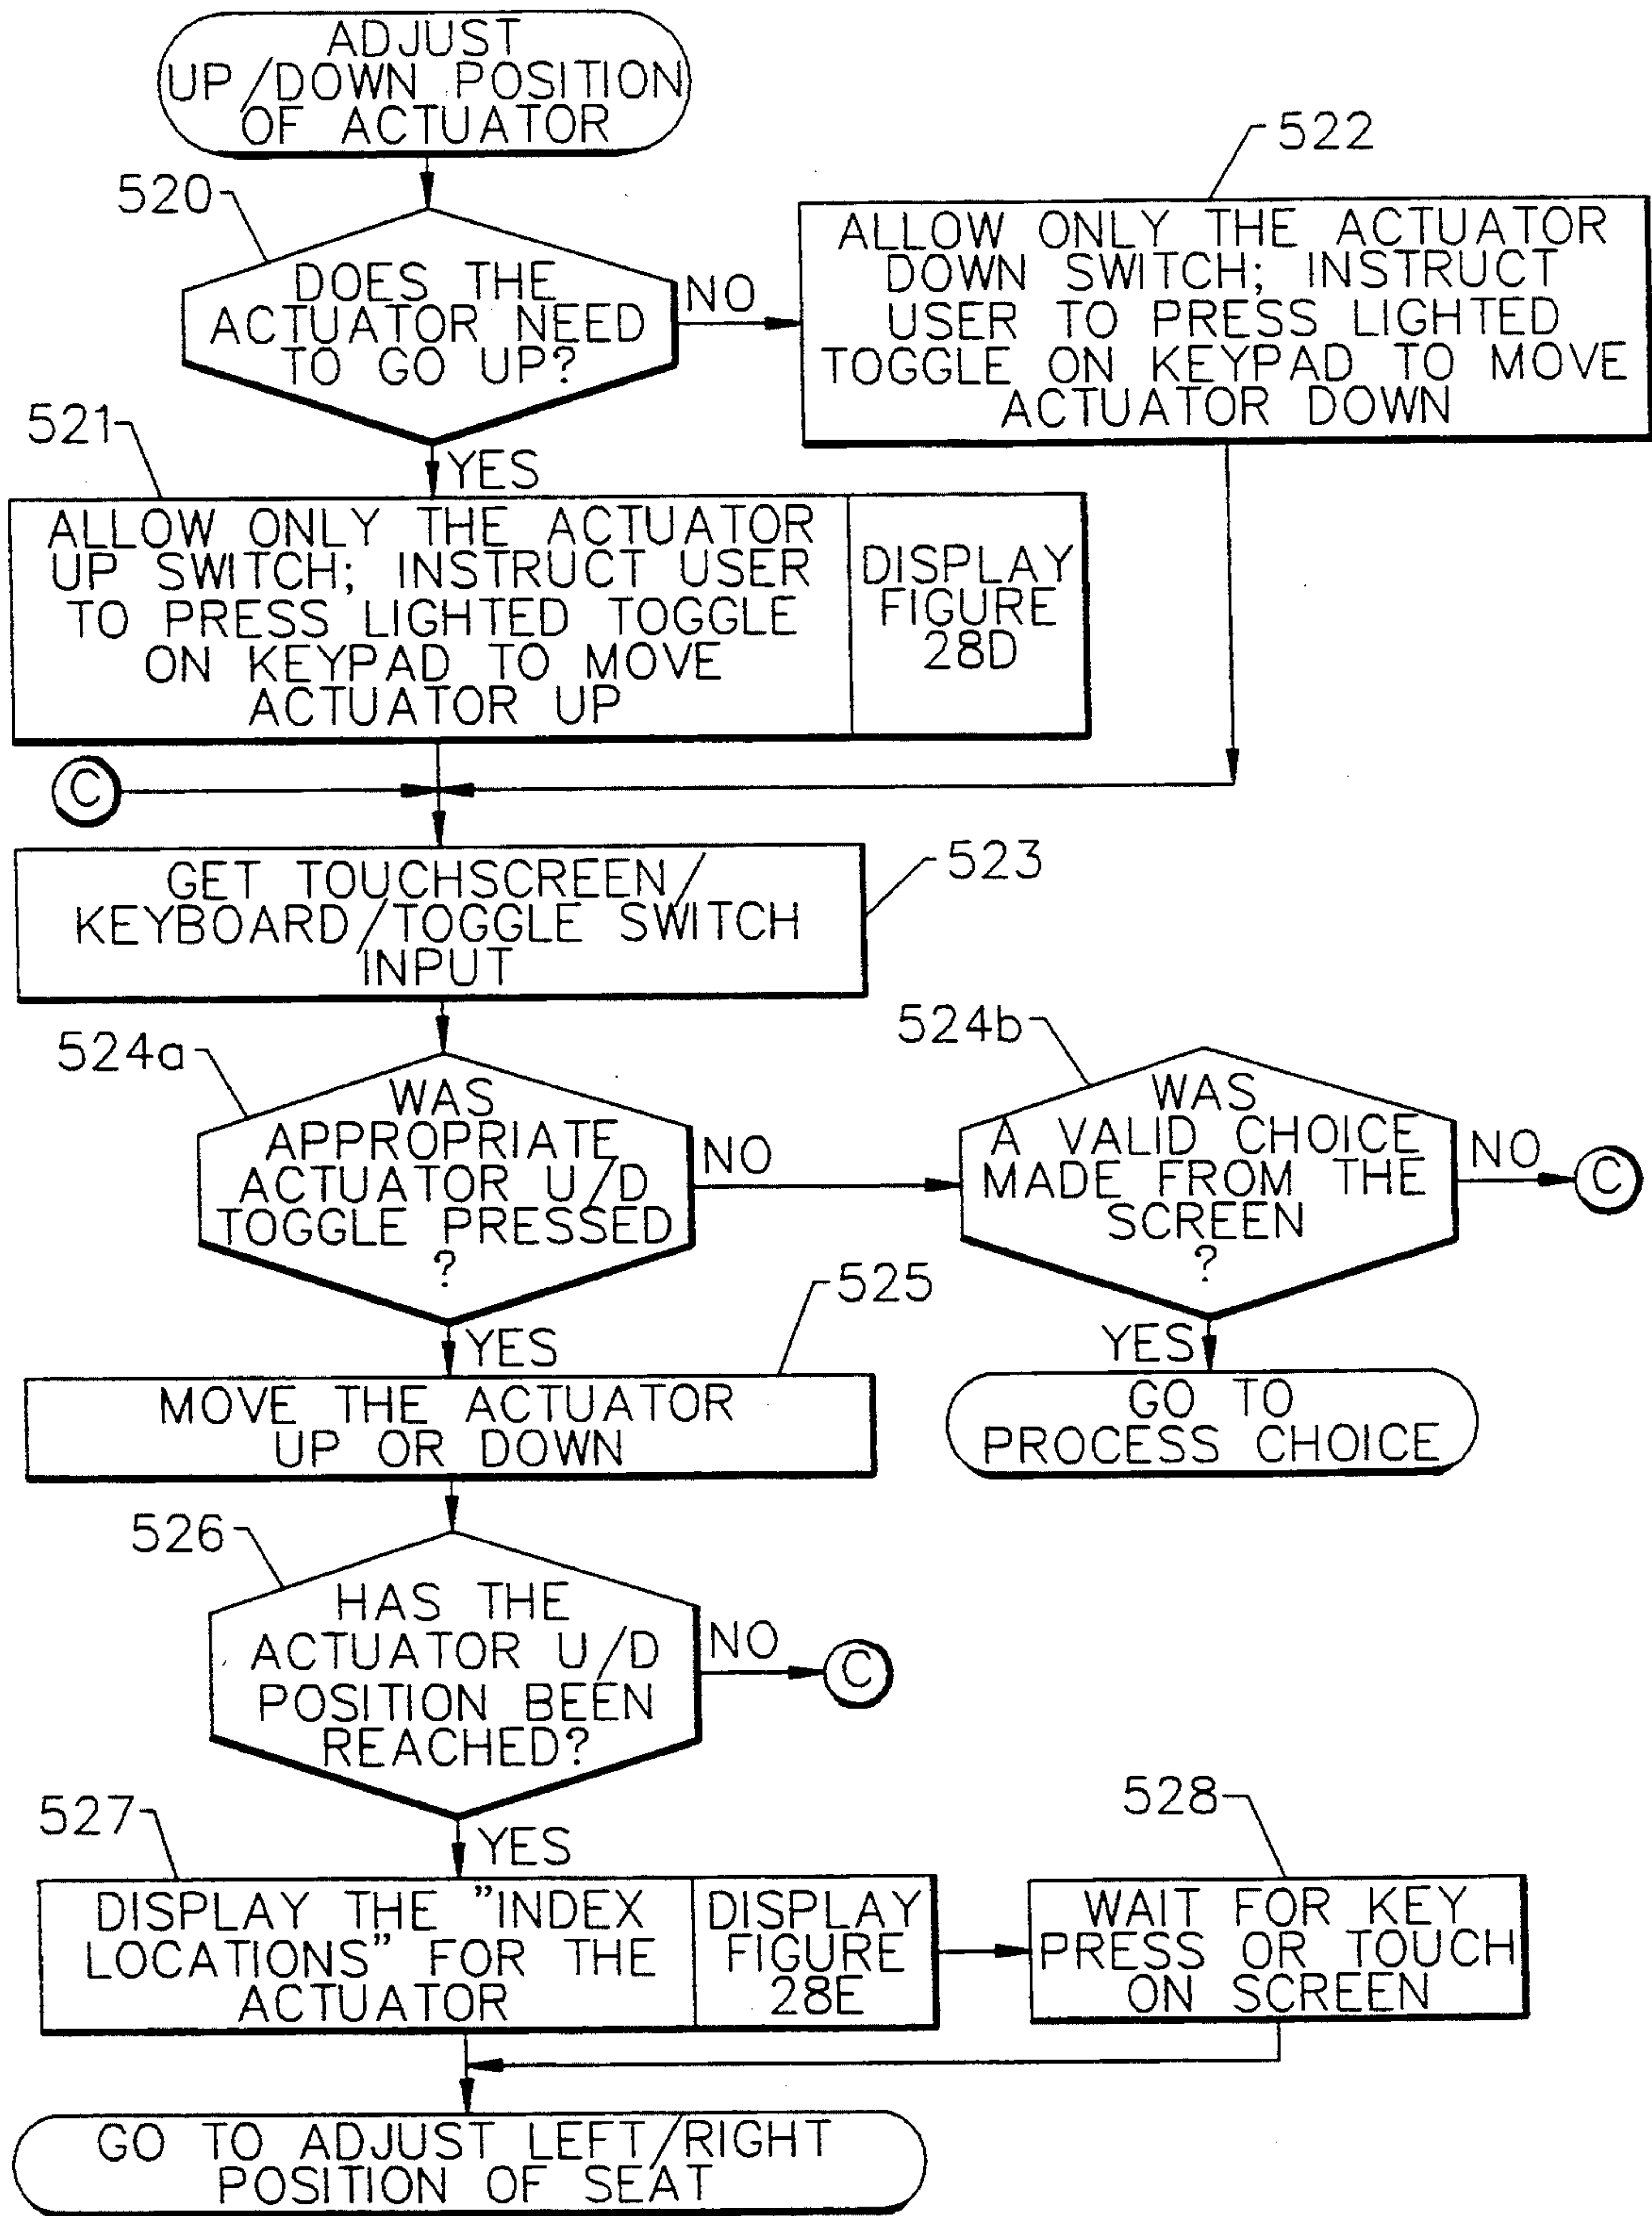 ADJUST
UP/DOWN POSITION
OF ACTUATOR
520
DOES THE
ACTUATOR NEED
TO GO UP?
NO
522
ALLOW ONLY THE ACTUATOR
DOWN SWITCH; INSTRUCT
USER TO PRESS LIGHTED
TOGGLE ON KEYPAD TO MOVE
ACTUATOR DOWN
YES
521
ALLOW ONLY THE ACTUATOR
UP SWITCH; INSTRUCT USER
TO PRESS LIGHTED TOGGLE
ON KEYPAD TO MOVE
ACTUATOR UP
DISPLAY
FIGURE
28D
C
GET TOUCHSCREEN/
KEYBOARD/TOGGLE SWITCH
INPUT
523
524a
WAS
APPROPRIATE
ACTUATOR U/D
TOGGLE PRESSED
?
NO
524b
WAS
A VALID CHOICE
MADE FROM THE
SCREEN
?
NO
C
YES
GO TO
PROCESS CHOICE
YES
525
MOVE THE ACTUATOR
UP OR DOWN
526
HAS THE
ACTUATOR U/D
POSITION BEEN
REACHED?
NO
C
YES
527
DISPLAY THE "INDEX
LOCATIONS" FOR THE
ACTUATOR
DISPLAY
FIGURE
28E
528
WAIT FOR KEY
PRESS OR TOUCH
ON SCREEN
GO TO ADJUST LEFT/RIGHT
POSITION OF SEAT